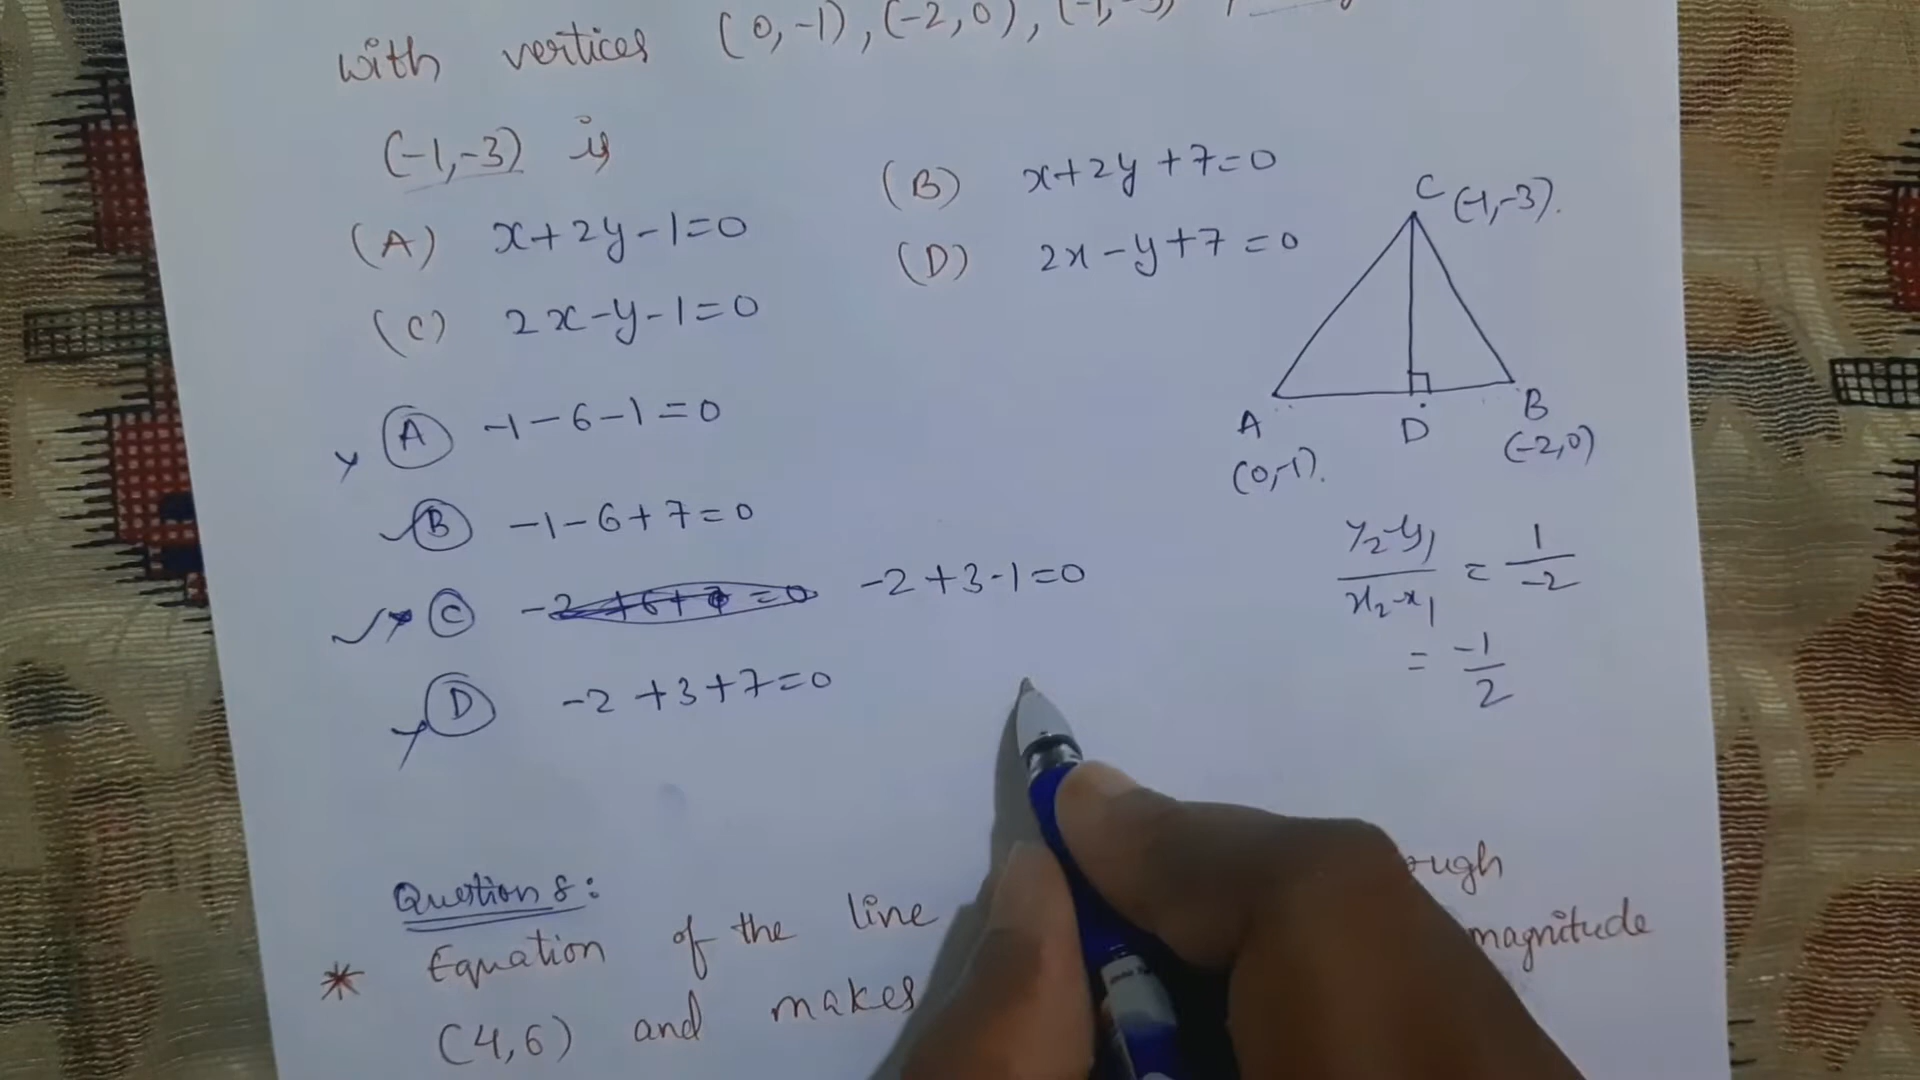 with vertices (0,-1), (-2,0),
(-1,-3) is
(A) x+2y-1=0
(B) x+2y+7=0
(C) 2x-y-1=0
(D) 2x-y+7=0
C (-1,-3).
A
(0,-1).
D
B
(-2,0)
(A) -1-6-1=0
(B) -1-6+7=0
(C) -2+3-1=0
(D) -2+3+7=0
y₂-y₁ / x₂-x₁ = 1/-2
= -1/2
Question 8:
* Equation of the line
magnitude
(4,6) and makes